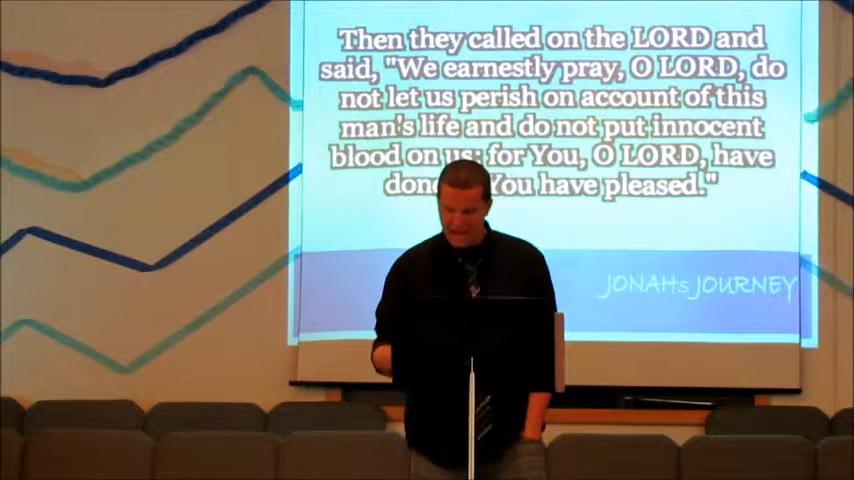 Then they called on the LORD and
said, "We earnestly pray, O LORD, do
not let us perish on account of this
man's life and do not put innocent
blood on us; for You, O LORD, have
You have pleased."
JONAHs JOURNEY